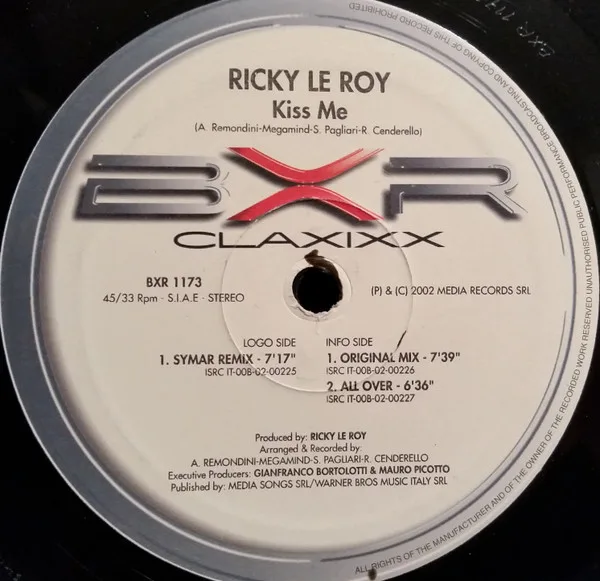 RICKY LE ROY
Kiss Me
(A. Remondini-Megamind-S. Pagliari-R. Cenderello)
BXR
CLAXIXX
BXR 1173
45/33 Rpm · S.I.A.E · STEREO
(P) & (C) 2002 MEDIA RECORDS SRL
LOGO SIDE
1. SYMAR REMIX - 7'17"
ISRC IT-00B-02-00225
INFO SIDE
1. ORIGINAL MIX - 7'39"
ISRC IT-00B-02-00226
2. ALL OVER - 6'36"
ISRC IT-00B-02-00227
Produced by: RICKY LE ROY
Arranged & Recorded by:
A. REMONDINI-MEGAMIND-S. PAGLIARI-R. CENDERELLO
Executive Producers: GIANFRANCO BORTOLOTTI & MAURO PICOTTO
Published by: MEDIA SONGS SRL/WARNER BROS MUSIC ITALY SRL
ALL RIGHTS OF THE MANUFACTURER AND OF THE OWNER OF THE RECORDED WORK RESERVED UNAUTHORISED PUBLIC PERFORMANCE BROADCASTING AND COPYING OF THIS RECORD PROHIBITED